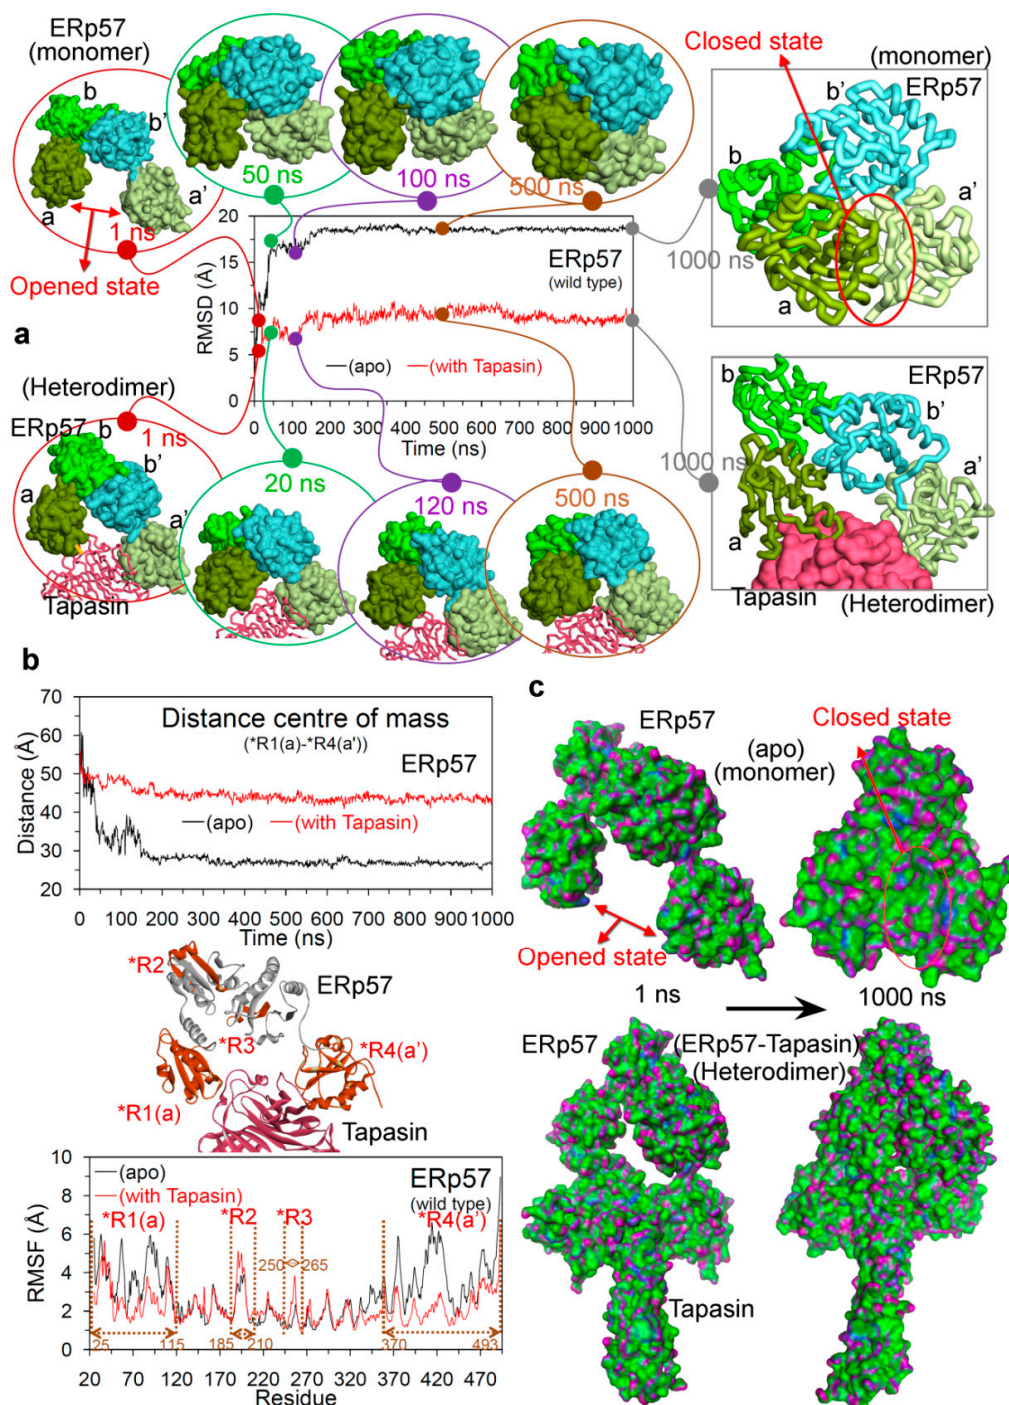 ERp57
(monomer)
b
b'
a
a'
1 ns
Opened state
50 ns
100 ns
500 ns
Closed state
(monomer)
ERp57
b'
b
a'
a
1000 ns
20
15
10
5
0
RMSD (Å)
ERp57
(wild type)
(apo)
(with Tapasin)
0 100 200 300 400 500 600 700 800 900 1000
Time (ns)
a
(Heterodimer)
ERp57
b
b'
a
a'
Tapasin
1 ns
20 ns
120 ns
500 ns
1000 ns
b
ERp57
b'
a'
a
Tapasin
(Heterodimer)
b
70
60
50
40
30
20
Distance (Å)
Distance centre of mass
(*R1(a)-*R4(a'))
ERp57
(apo)
(with Tapasin)
0 100 200 300 400 500 600 700 800 900 1000
Time (ns)
*R2
ERp57
*R3
*R4(a')
*R1(a)
Tapasin
10
8
6
4
2
0
RMSF (Å)
(apo)
(with Tapasin)
ERp57
(wild type)
*R1(a)
*R2
*R3
*R4(a')
250
265
25
115
185
210
370
493
20 70 120 170 220 270 320 370 420 470
Residue
c
ERp57
(apo)
(monomer)
Closed state
Opened state
1 ns
1000 ns
ERp57
(ERp57-Tapasin)
(Heterodimer)
Tapasin